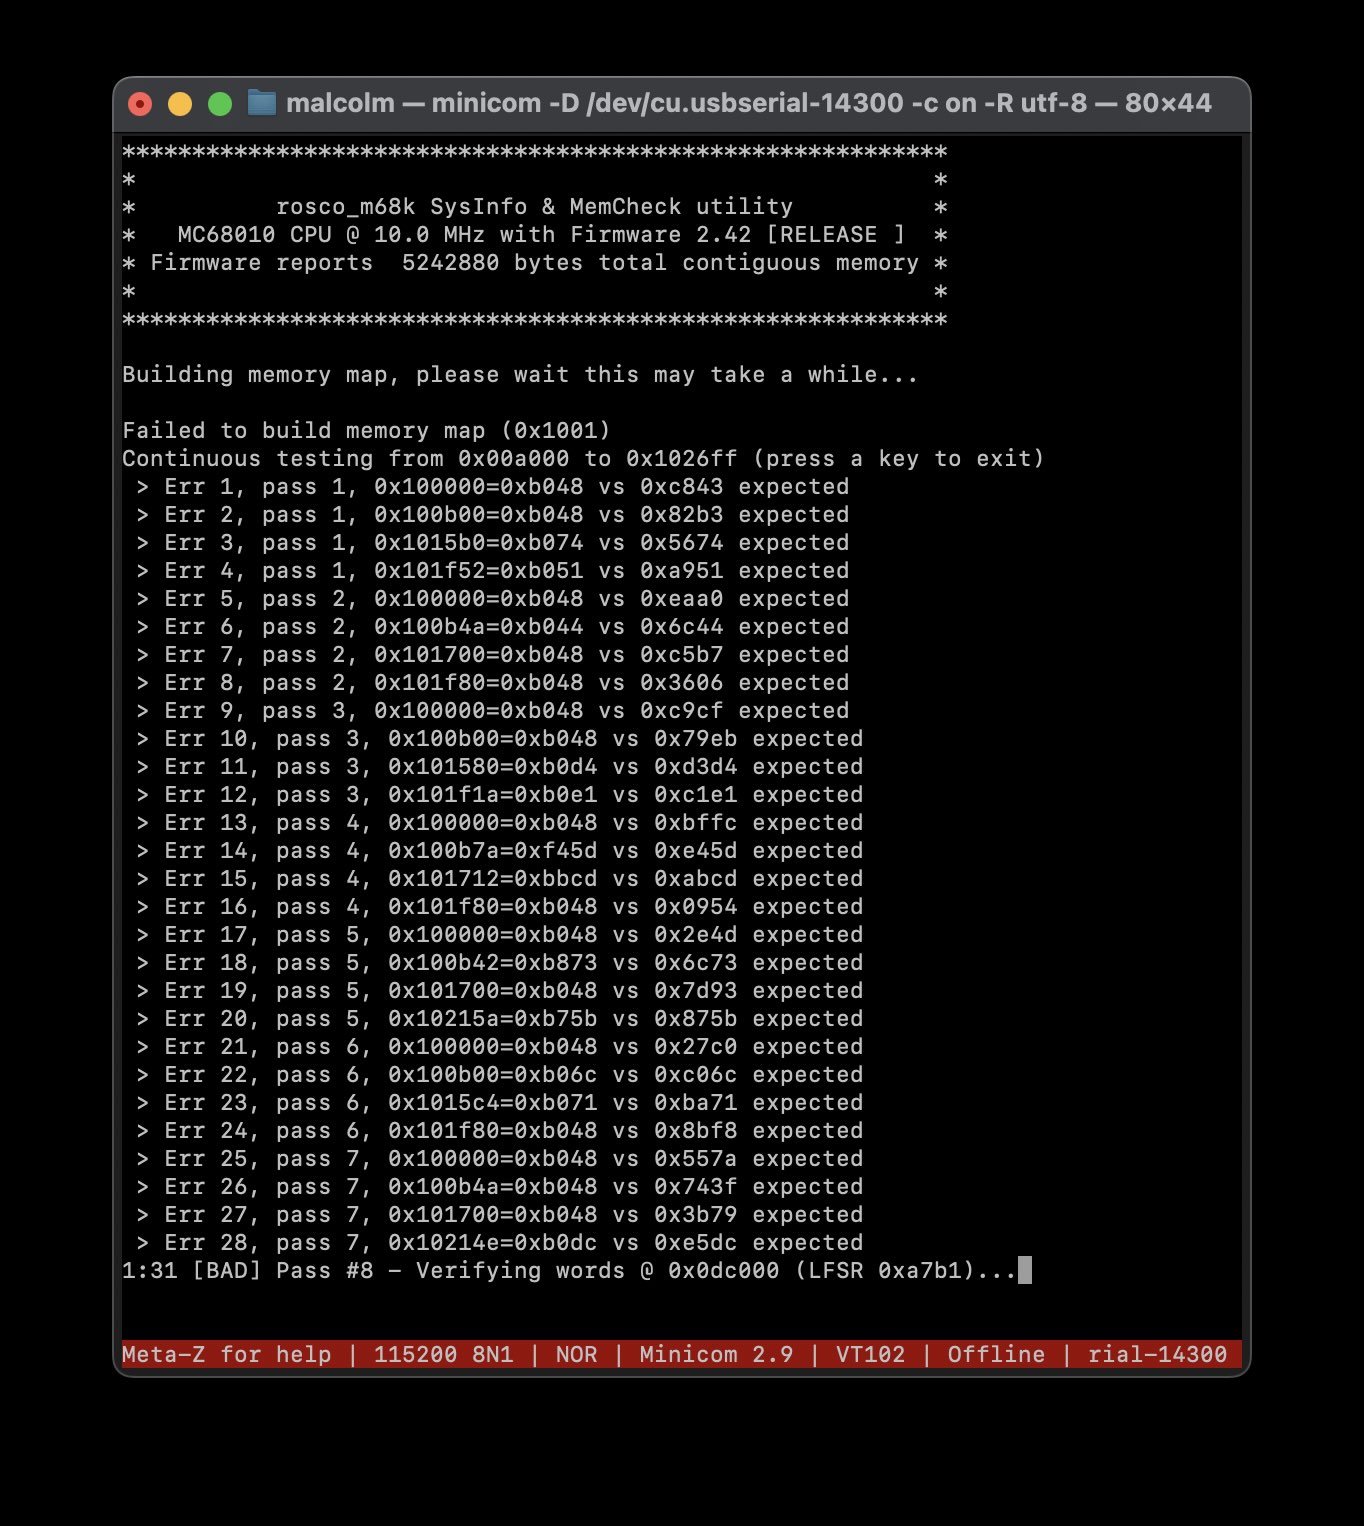 malcolm — minicom -D /dev/cu.usbserial-14300 -c on -R utf-8 — 80×44
***********************************************************
*                                                         *
*          rosco_m68k SysInfo & MemCheck utility          *
*   MC68010 CPU @ 10.0 MHz with Firmware 2.42 [RELEASE ]  *
* Firmware reports  5242880 bytes total contiguous memory *
*                                                         *
***********************************************************
Building memory map, please wait this may take a while...
Failed to build memory map (0x1001)
Continuous testing from 0x00a000 to 0x1026ff (press a key to exit)
 > Err 1, pass 1, 0x100000=0xb048 vs 0xc843 expected
 > Err 2, pass 1, 0x100b00=0xb048 vs 0x82b3 expected
 > Err 3, pass 1, 0x1015b0=0xb074 vs 0x5674 expected
 > Err 4, pass 1, 0x101f52=0xb051 vs 0xa951 expected
 > Err 5, pass 2, 0x100000=0xb048 vs 0xeaa0 expected
 > Err 6, pass 2, 0x100b4a=0xb044 vs 0x6c44 expected
 > Err 7, pass 2, 0x101700=0xb048 vs 0xc5b7 expected
 > Err 8, pass 2, 0x101f80=0xb048 vs 0x3606 expected
 > Err 9, pass 3, 0x100000=0xb048 vs 0xc9cf expected
 > Err 10, pass 3, 0x100b00=0xb048 vs 0x79eb expected
 > Err 11, pass 3, 0x101580=0xb0d4 vs 0xd3d4 expected
 > Err 12, pass 3, 0x101f1a=0xb0e1 vs 0xc1e1 expected
 > Err 13, pass 4, 0x100000=0xb048 vs 0xbffc expected
 > Err 14, pass 4, 0x100b7a=0xf45d vs 0xe45d expected
 > Err 15, pass 4, 0x101712=0xbbcd vs 0xabcd expected
 > Err 16, pass 4, 0x101f80=0xb048 vs 0x0954 expected
 > Err 17, pass 5, 0x100000=0xb048 vs 0x2e4d expected
 > Err 18, pass 5, 0x100b42=0xb873 vs 0x6c73 expected
 > Err 19, pass 5, 0x101700=0xb048 vs 0x7d93 expected
 > Err 20, pass 5, 0x10215a=0xb75b vs 0x875b expected
 > Err 21, pass 6, 0x100000=0xb048 vs 0x27c0 expected
 > Err 22, pass 6, 0x100b00=0xb06c vs 0xc06c expected
 > Err 23, pass 6, 0x1015c4=0xb071 vs 0xba71 expected
 > Err 24, pass 6, 0x101f80=0xb048 vs 0x8bf8 expected
 > Err 25, pass 7, 0x100000=0xb048 vs 0x557a expected
 > Err 26, pass 7, 0x100b4a=0xb048 vs 0x743f expected
 > Err 27, pass 7, 0x101700=0xb048 vs 0x3b79 expected
 > Err 28, pass 7, 0x10214e=0xb0dc vs 0xe5dc expected
1:31 [BAD] Pass #8 - Verifying words @ 0x0dc000 (LFSR 0xa7b1)...
Meta-Z for help | 115200 8N1 | NOR | Minicom 2.9 | VT102 | Offline | rial-14300